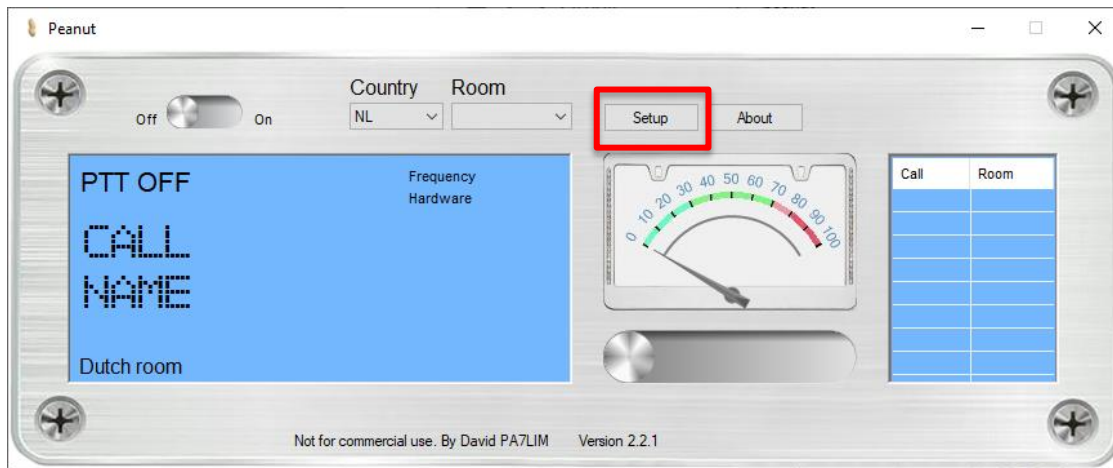 Peanut
Country Room
Off On NL Setup About
PTT OFF
Frequency
Hardware
CALL
NAME
Dutch room
0 10 20 30 40 50 60 70 80 90 100
Call Room
Not for commercial use. By David PA7LIM Version 2.2.1